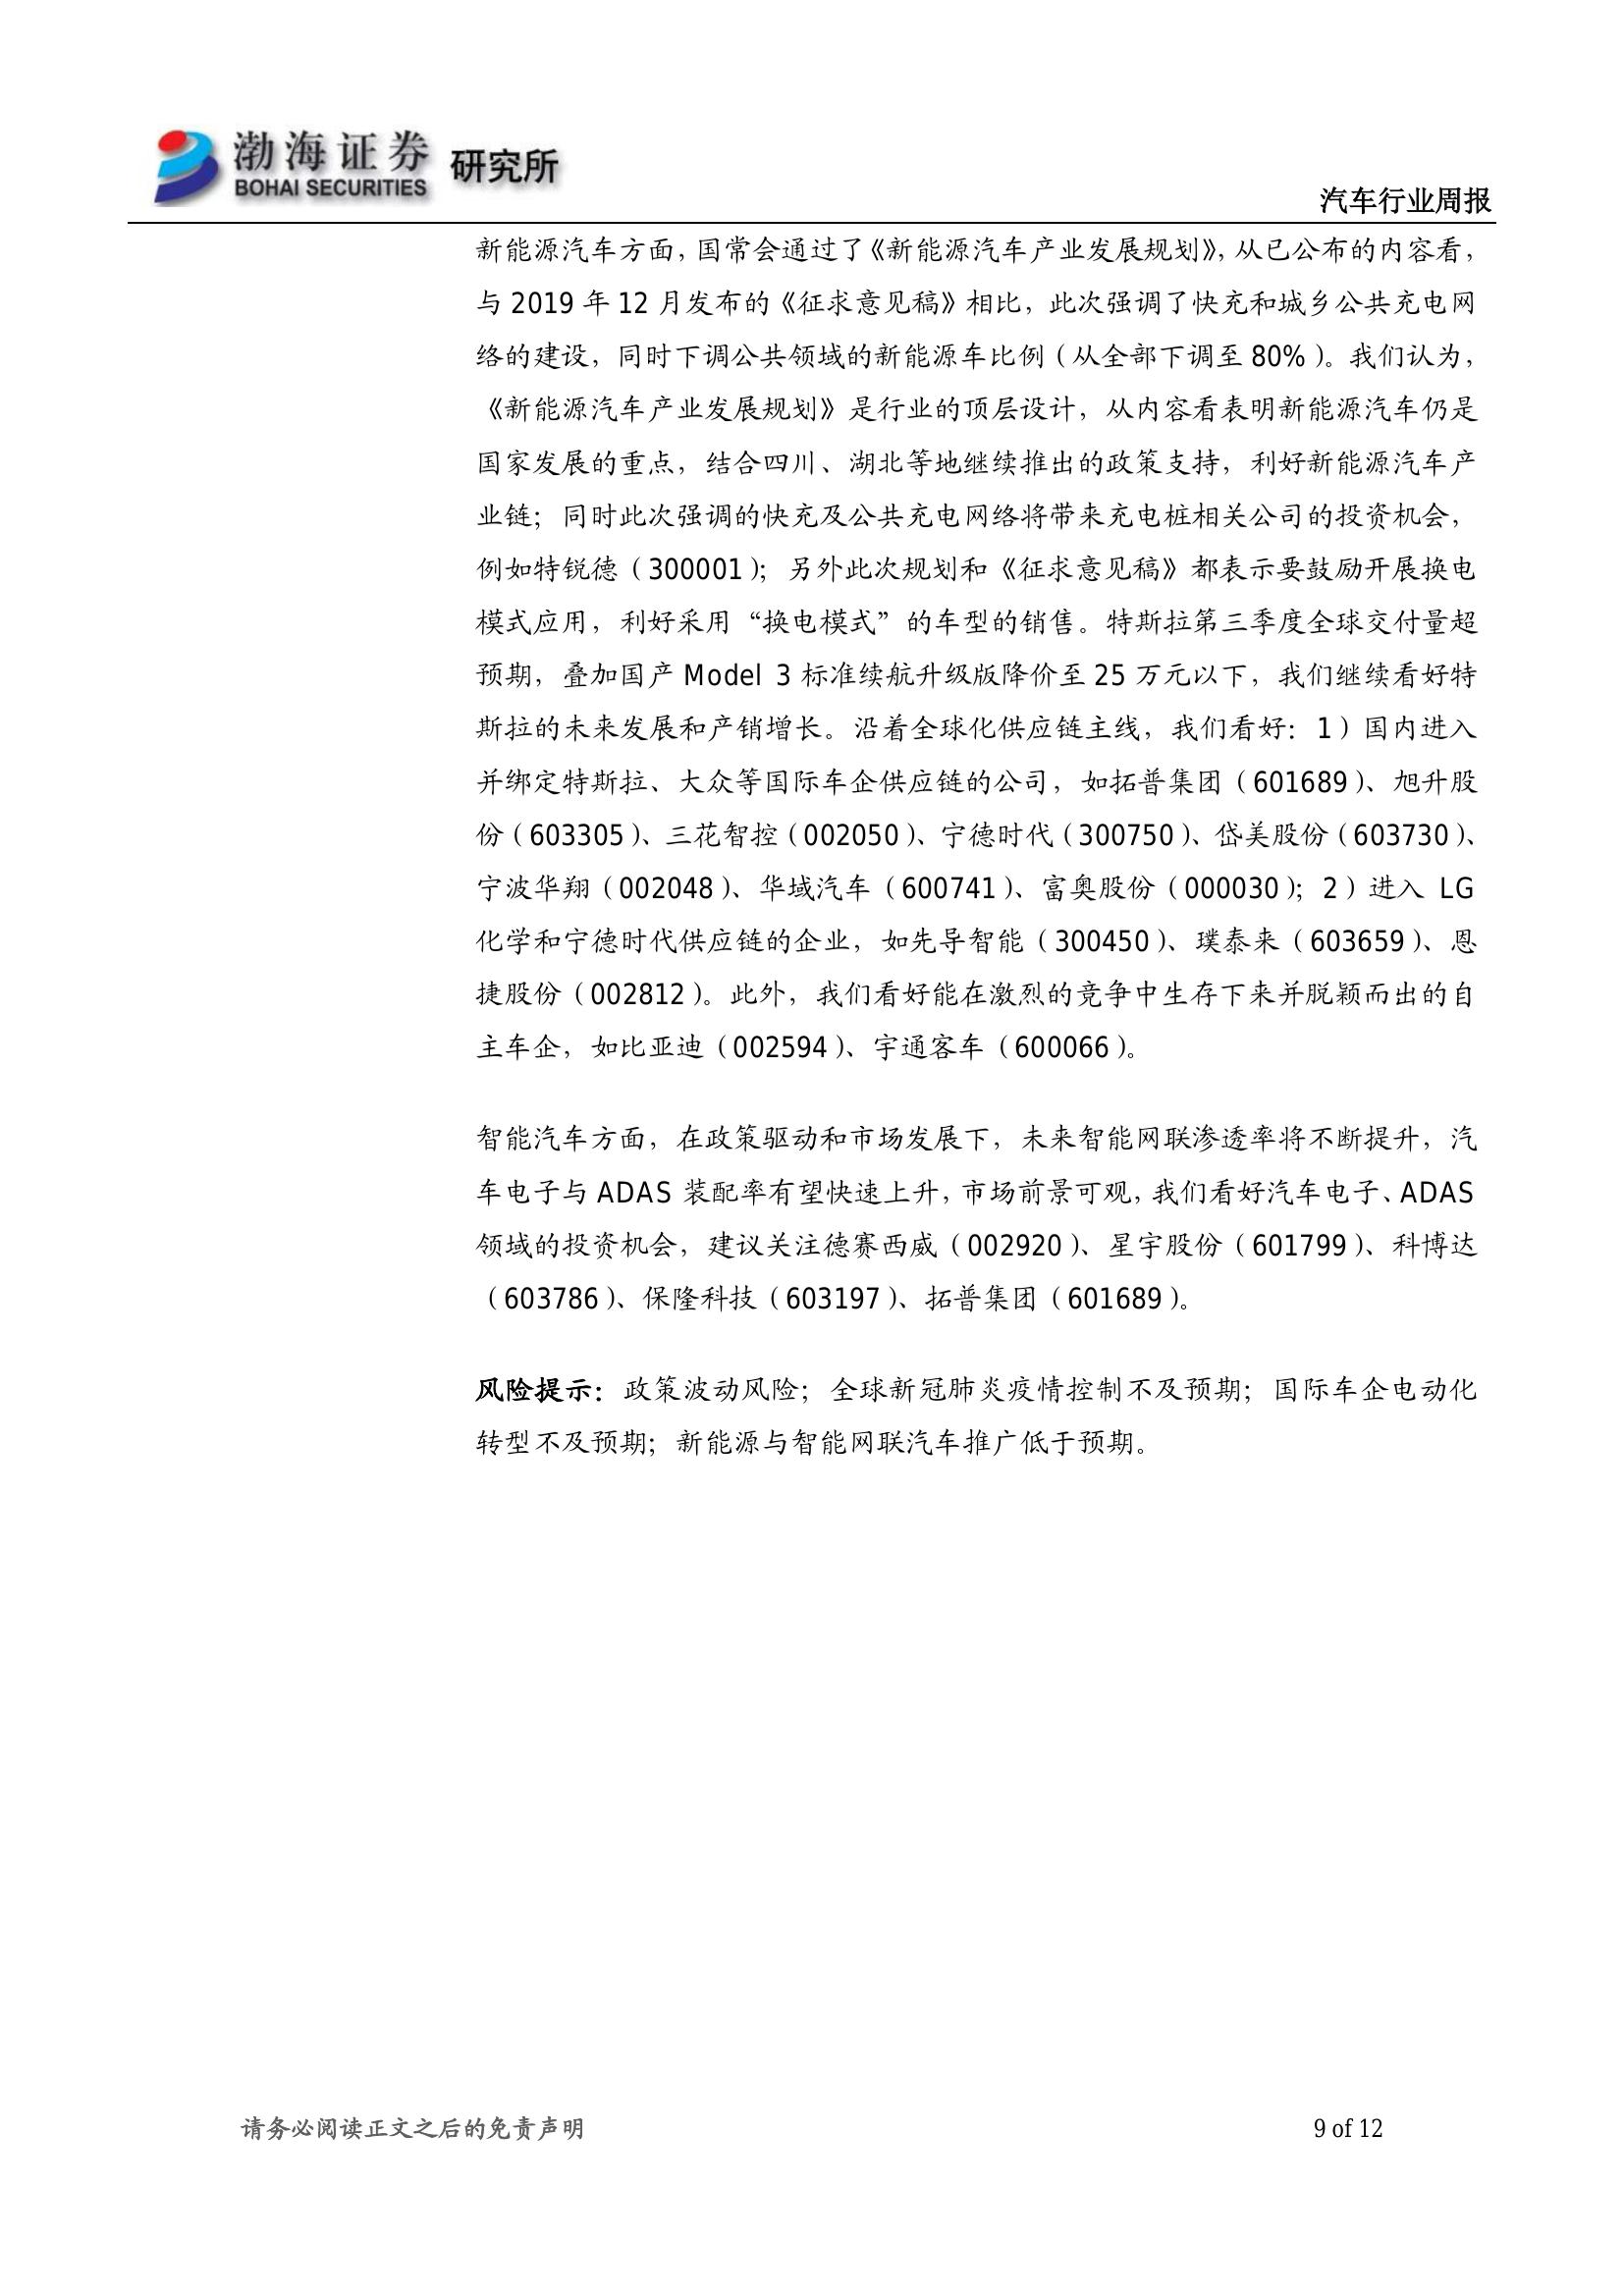 渤海证券 研究所
BOHAI SECURITIES
汽车行业周报
新能源汽车方面，国常会通过了《新能源汽车产业发展规划》，从已公布的内容看，
与 2019 年 12 月发布的《征求意见稿》相比，此次强调了快充和城乡公共充电网
络的建设，同时下调公共领域的新能源车比例（从全部下调至 80%）。我们认为，
《新能源汽车产业发展规划》是行业的顶层设计，从内容看表明新能源汽车仍是
国家发展的重点，结合四川、湖北等地继续推出的政策支持，利好新能源汽车产
业链；同时此次强调的快充及公共充电网络将带来充电桩相关公司的投资机会，
例如特锐德（300001）；另外此次规划和《征求意见稿》都表示要鼓励开展换电
模式应用，利好采用“换电模式”的车型的销售。特斯拉第三季度全球交付量超
预期，叠加国产 Model 3 标准续航升级版降价至 25 万元以下，我们继续看好特
斯拉的未来发展和产销增长。沿着全球化供应链主线，我们看好：1）国内进入
并绑定特斯拉、大众等国际车企供应链的公司，如拓普集团（601689）、旭升股
份（603305）、三花智控（002050）、宁德时代（300750）、岱美股份（603730）、
宁波华翔（002048）、华域汽车（600741）、富奥股份（000030）；2）进入 LG
化学和宁德时代供应链的企业，如先导智能（300450）、璞泰来（603659）、恩
捷股份（002812）。此外，我们看好能在激烈的竞争中生存下来并脱颖而出的自
主车企，如比亚迪（002594）、宇通客车（600066）。
智能汽车方面，在政策驱动和市场发展下，未来智能网联渗透率将不断提升，汽
车电子与 ADAS 装配率有望快速上升，市场前景可观，我们看好汽车电子、ADAS
领域的投资机会，建议关注德赛西威（002920）、星宇股份（601799）、科博达
（603786）、保隆科技（603197）、拓普集团（601689）。
风险提示：政策波动风险；全球新冠肺炎疫情控制不及预期；国际车企电动化
转型不及预期；新能源与智能网联汽车推广低于预期。
请务必阅读正文之后的免责声明 9 of 12